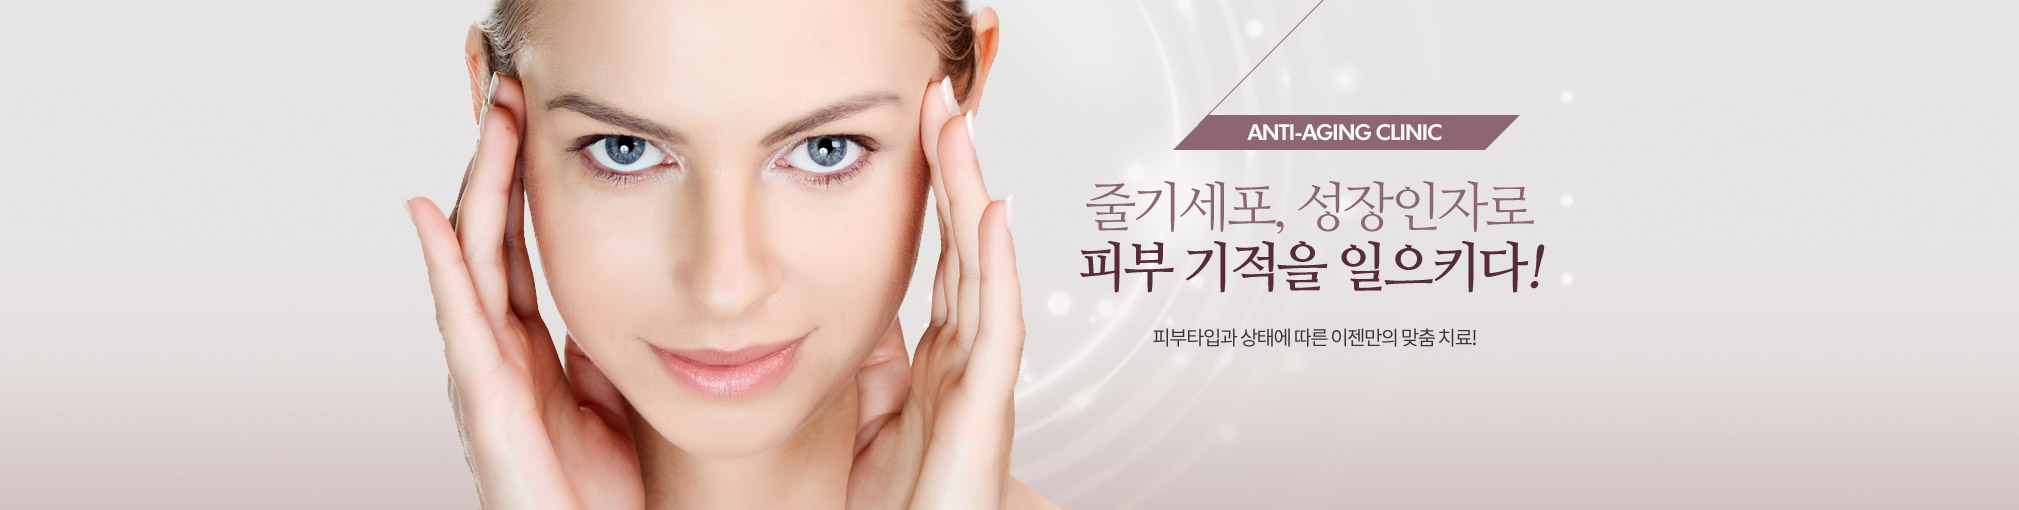 ANTI-AGING CLINIC
줄기세포, 성장인자로
피부 기적을 일으키다!
피부타입과 상태에 따른 이젠만의 맞춤 치료!